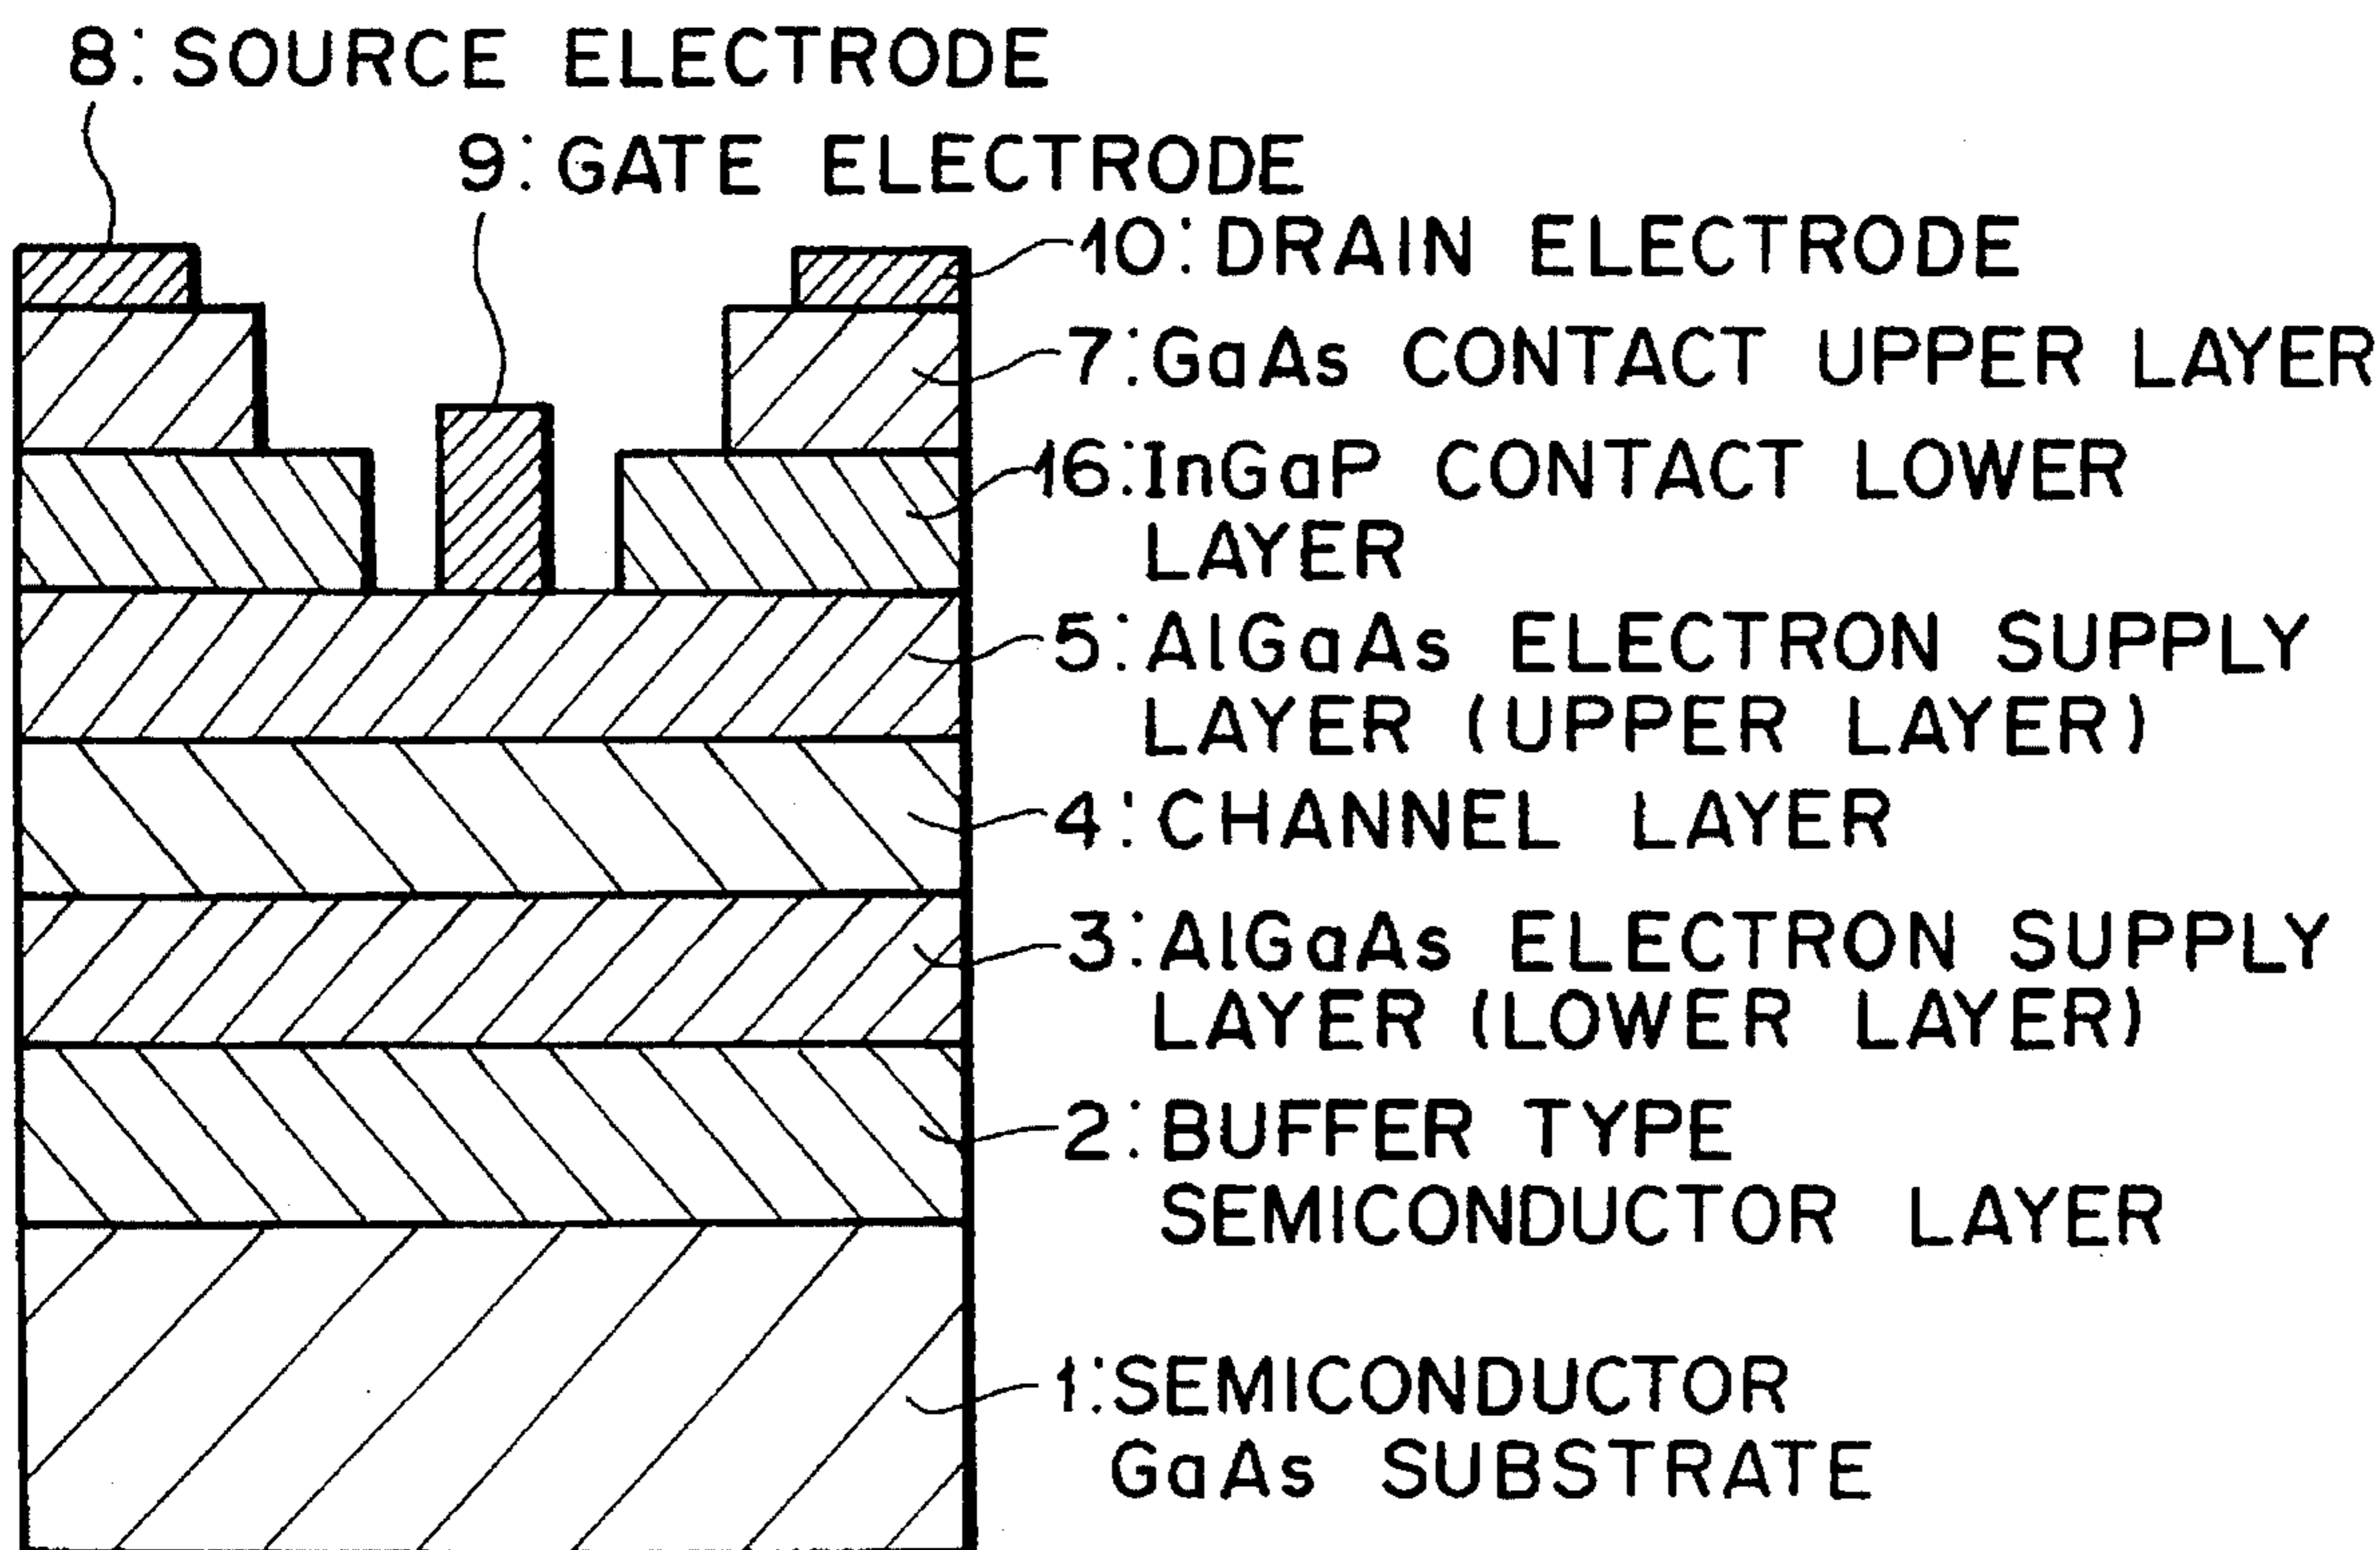 8: SOURCE ELECTRODE
9: GATE ELECTRODE
10: DRAIN ELECTRODE
7: GaAs CONTACT UPPER LAYER
16: InGaP CONTACT LOWER
LAYER
5: AlGaAs ELECTRON SUPPLY
LAYER (UPPER LAYER)
4: CHANNEL LAYER
3: AlGaAs ELECTRON SUPPLY
LAYER (LOWER LAYER)
2: BUFFER TYPE
SEMICONDUCTOR LAYER
1: SEMICONDUCTOR
GaAs SUBSTRATE